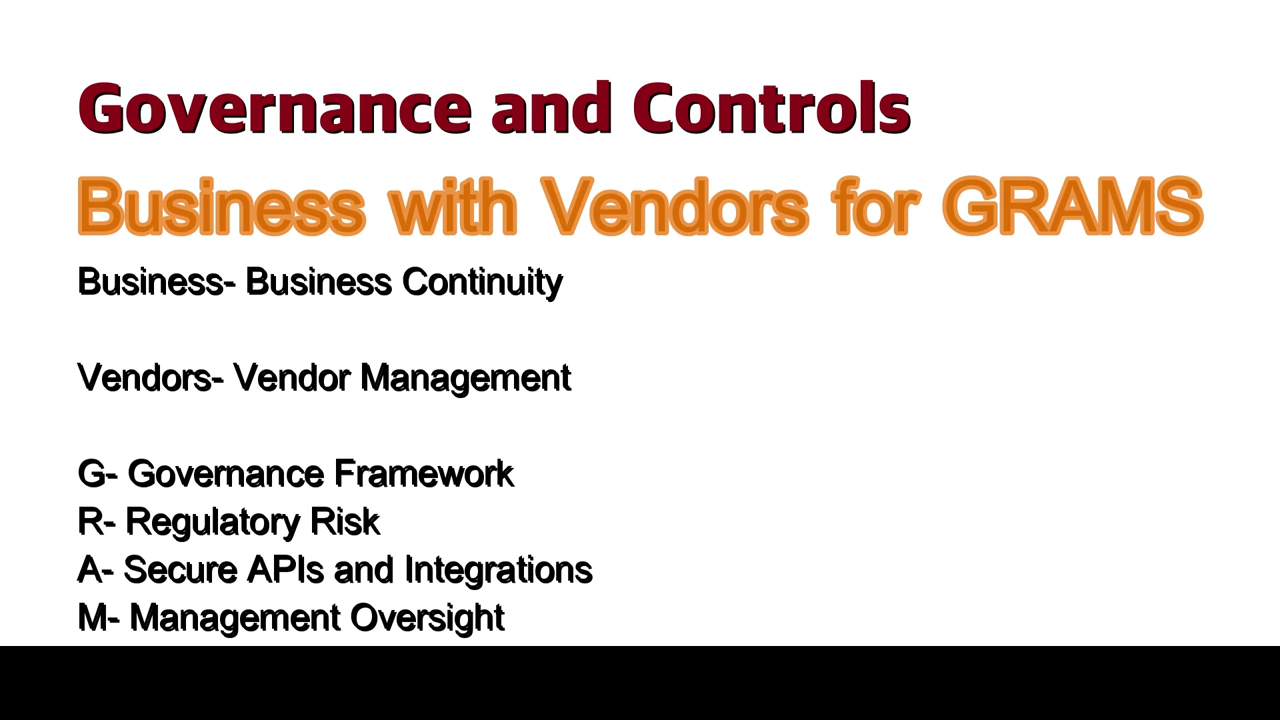 Governance and Controls
Business with Vendors for GRAMS
Business- Business Continuity
Vendors- Vendor Management
G- Governance Framework
R- Regulatory Risk
A- Secure APIs and Integrations
M- Management Oversight